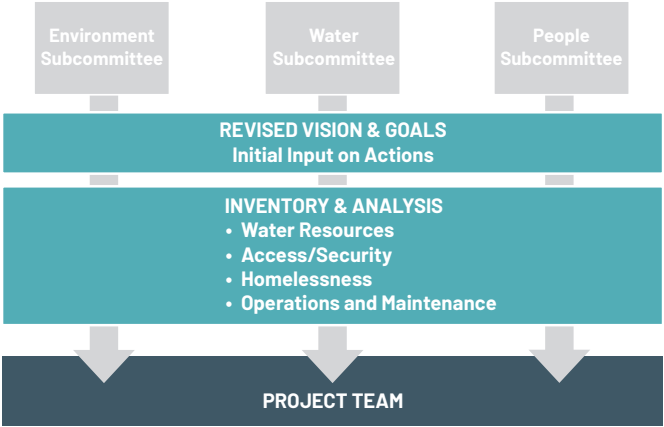 Environment
Subcommittee
Water
Subcommittee
People
Subcommittee
REVISED VISION & GOALS
Initial Input on Actions
INVENTORY & ANALYSIS
• Water Resources
• Access/Security
• Homelessness
• Operations and Maintenance
PROJECT TEAM